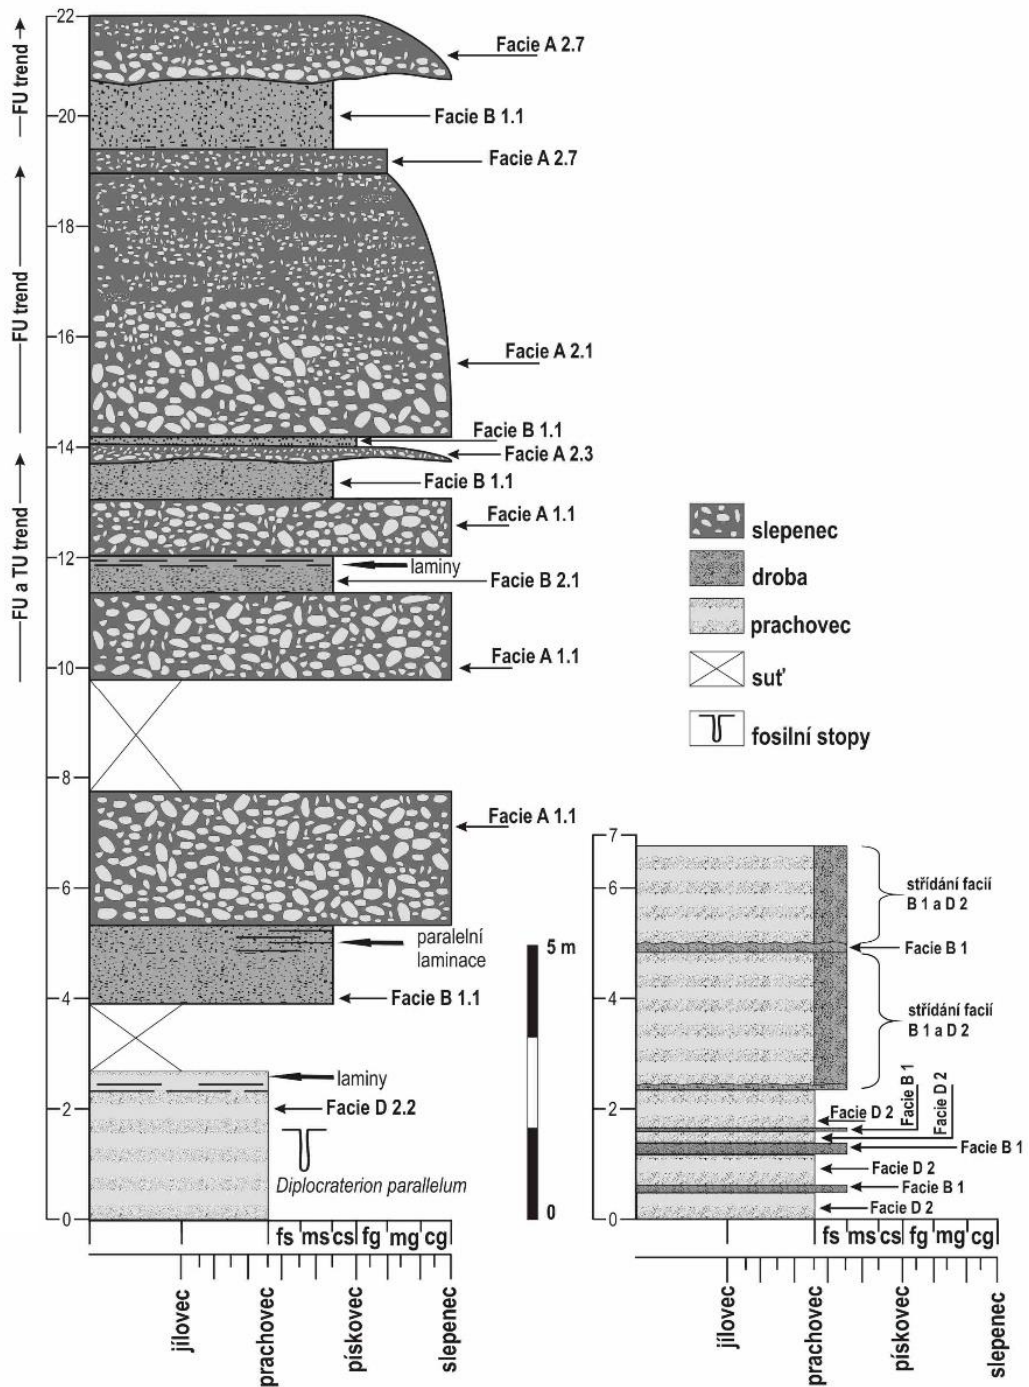 22
20
18
16
14
12
10
8
6
4
2
0
FU trend
FU trend
FU a TU trend
Facie A 2.7
Facie B 1.1
Facie A 2.7
Facie A 2.1
Facie B 1.1
Facie A 2.3
Facie B 1.1
Facie A 1.1
laminy
Facie B 2.1
Facie A 1.1
Facie A 1.1
paralelní
laminace
Facie B 1.1
laminy
Facie D 2.2
Diplocraterion parallelum
fs ms cs fg mg cg
jílovec
prachovec
pískovec
slepenec
slepenec
droba
prachovec
suť
fosilní stopy
5 m
0
7
6
4
2
0
střídání facií
B 1 a D 2
Facie B 1
střídání facií
B 1 a D 2
Facie D 2
Facie B 1
Facie D 2
Facie B 1
Facie D 2
Facie B 1
Facie D 2
fs ms cs fg mg cg
jílovec
prachovec
pískovec
slepenec